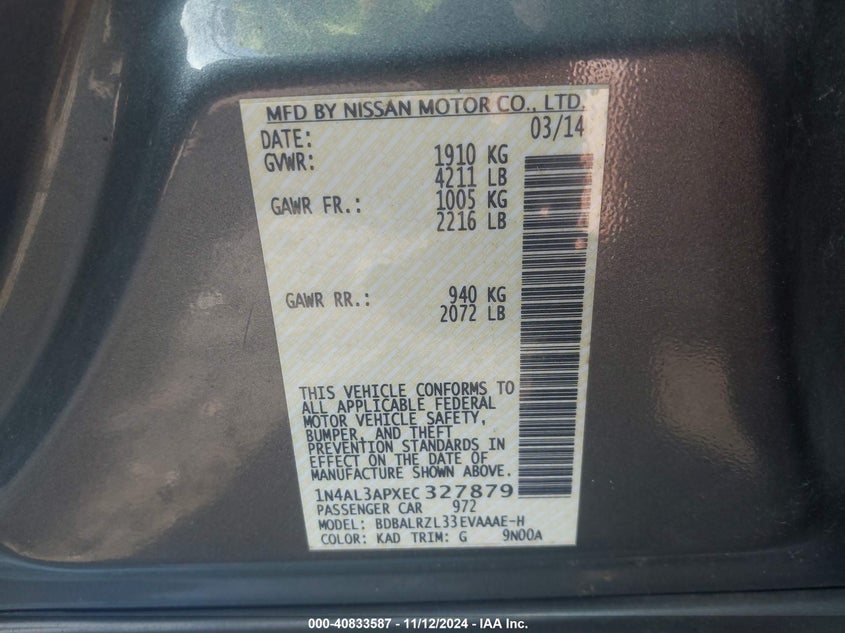 MFD BY NISSAN MOTOR CO., LTD.
DATE: 03/14
GVWR: 1910 KG
4211 LB
GAWR FR.: 1005 KG
2216 LB
GAWR RR.: 940 KG
2072 LB
THIS VEHICLE CONFORMS TO
ALL APPLICABLE FEDERAL
MOTOR VEHICLE SAFETY,
BUMPER, AND THEFT
PREVENTION STANDARDS IN
EFFECT ON THE DATE OF
MANUFACTURE SHOWN ABOVE.
1N4AL3APXEC327879
PASSENGER CAR 972
MODEL: BDBALRZL33EVAAAE-H
COLOR: KAD TRIM: G 9N00A
000-40833587 - 11/12/2024 - IAA Inc.